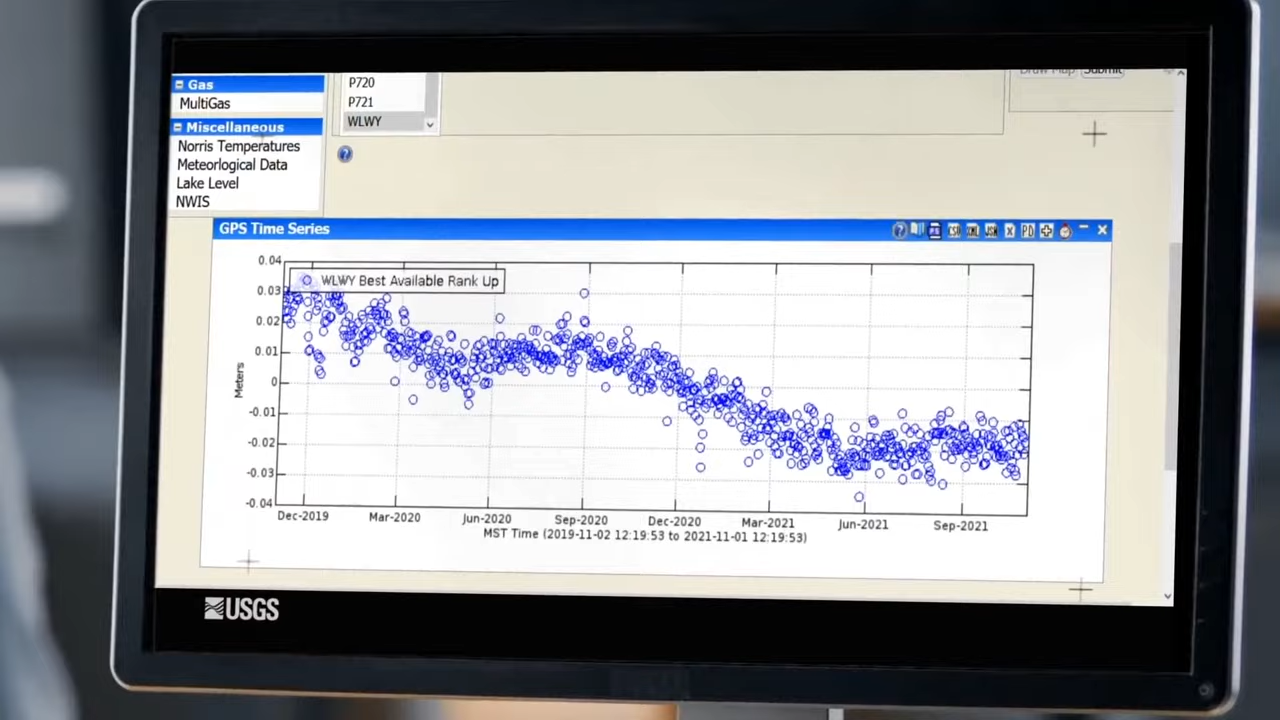 Gas
MultiGas
Miscellaneous
Norris Temperatures
Meteorlogical Data
Lake Level
NWIS
P720
P721
WLWY
Draw Map Submit
GPS Time Series
WLWY Best Available Rank Up
0.04
0.03
0.02
0.01
0
-0.01
-0.02
-0.03
-0.04
Meters
Dec-2019 Mar-2020 Jun-2020 Sep-2020 Dec-2020 Mar-2021 Jun-2021 Sep-2021
MST Time (2019-11-02 12:19:53 to 2021-11-01 12:19:53)
USGS